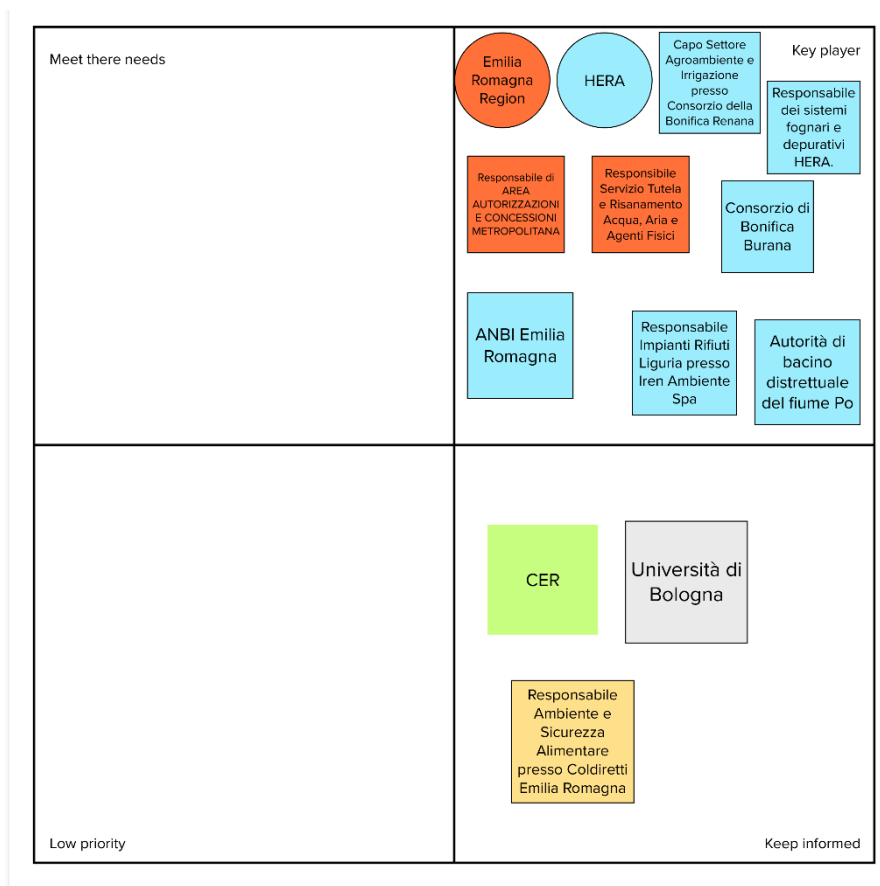 Meet there needs
Key player
Emilia
Romagna
Region
HERA
Capo Settore
Agroambiente e
Irrigazione
presso
Consorzio della
Bonifica Renana
Responsabile
dei sistemi
fognari e
depurativi
HERA.
Responsabile di
AREA
AUTORIZZAZIONI
E CONCESSIONI
METROPOLITANA
Responsibile
Servizio Tutela
e Risanamento
Acqua, Aria e
Agenti Fisici
Consorzio di
Bonifica
Burana
ANBI Emilia
Romagna
Responsabile
Impianti Rifiuti
Liguria presso
Iren Ambiente
Spa
Autorità di
bacino
distrettuale
del fiume Po
CER
Università di
Bologna
Responsabile
Ambiente e
Sicurezza
Alimentare
presso Coldiretti
Emilia Romagna
Low priority
Keep informed